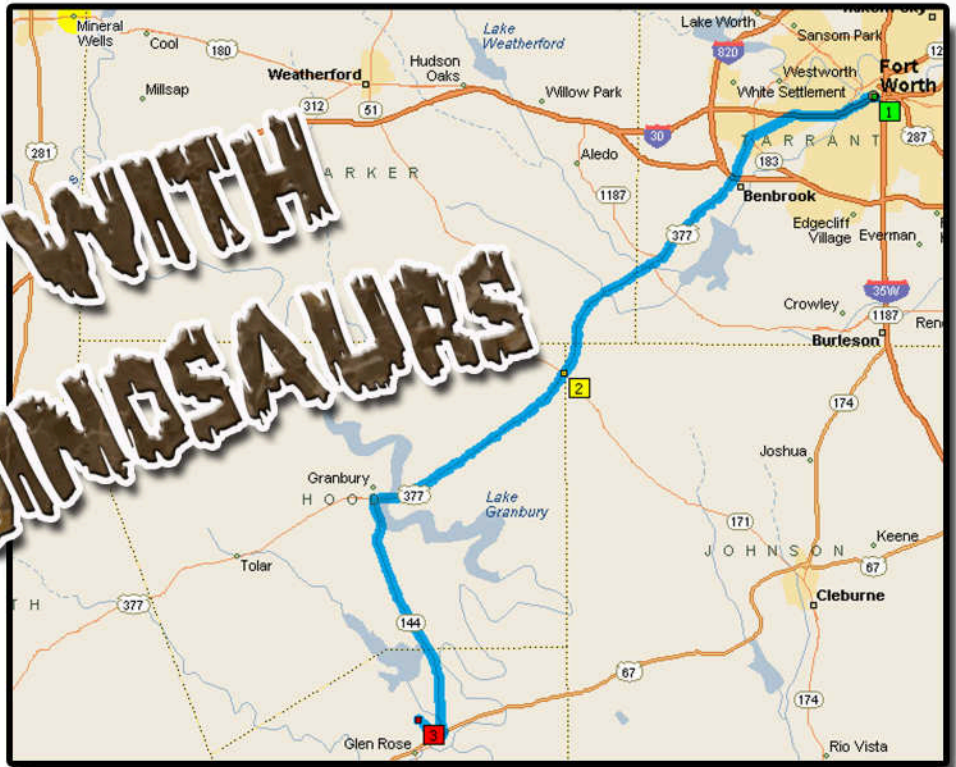 Mineral
Wells
Cool
180
Lake
Weatherford
Lake Worth
820
Sansom Park
Hudson
Oaks
Weatherford
Westworth
Fort
Worth
White Settlement
Millsap
312
51
Willow Park
1
30
TARRANT
287
281
Aledo
183
ARKER
1187
Benbrook
WITH
Edgecliff
Village
Everman
377
35W
Crowley
1187
Burleson
2
DINOSAURS
174
Joshua
Granbury
HOOD
377
Lake
Granbury
171
JOHNSON
Keene
67
Tolar
Cleburne
TH
377
144
67
174
3
Glen Rose
Rio Vista